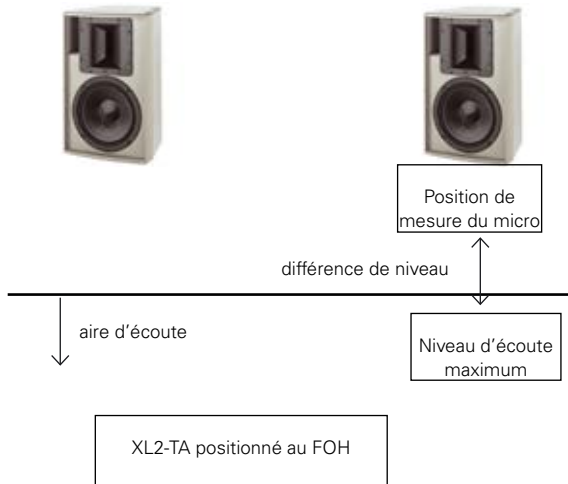 Position de
mesure du micro
différence de niveau
aire d’écoute
Niveau d’écoute
maximum
XL2-TA positionné au FOH